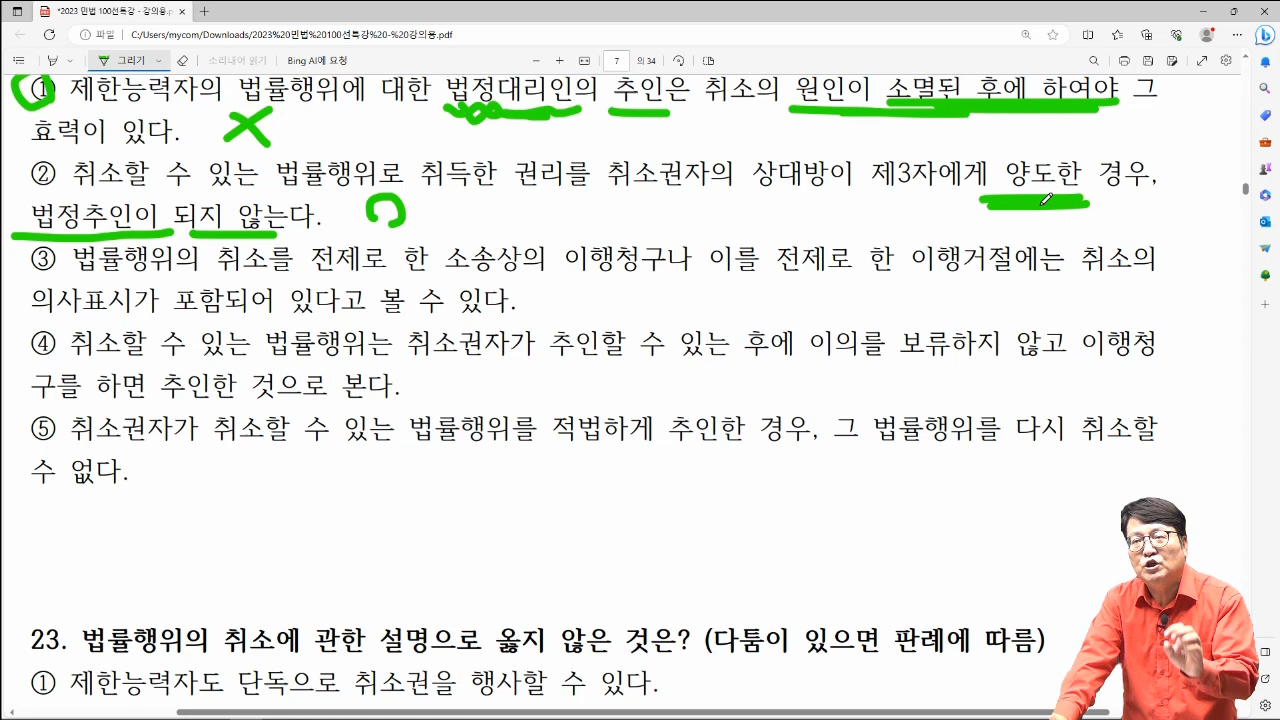 *2023 민법 100선특강 - 강의용.p
파일 C:/Users/mycom/Downloads/2023%20민법%20100선특강%20-%20강의용.pdf
그리기 소리내어 읽기 Bing AI에 요청 7 의 34
① 제한능력자의 법률행위에 대한 법정대리인의 추인은 취소의 원인이 소멸된 후에 하여야 그
효력이 있다.
② 취소할 수 있는 법률행위로 취득한 권리를 취소권자의 상대방이 제3자에게 양도한 경우,
법정추인이 되지 않는다.
③ 법률행위의 취소를 전제로 한 소송상의 이행청구나 이를 전제로 한 이행거절에는 취소의
의사표시가 포함되어 있다고 볼 수 있다.
④ 취소할 수 있는 법률행위는 취소권자가 추인할 수 있는 후에 이의를 보류하지 않고 이행청
구를 하면 추인한 것으로 본다.
⑤ 취소권자가 취소할 수 있는 법률행위를 적법하게 추인한 경우, 그 법률행위를 다시 취소할
수 없다.
23. 법률행위의 취소에 관한 설명으로 옳지 않은 것은? (다툼이 있으면 판례에 따름)
① 제한능력자도 단독으로 취소권을 행사할 수 있다.